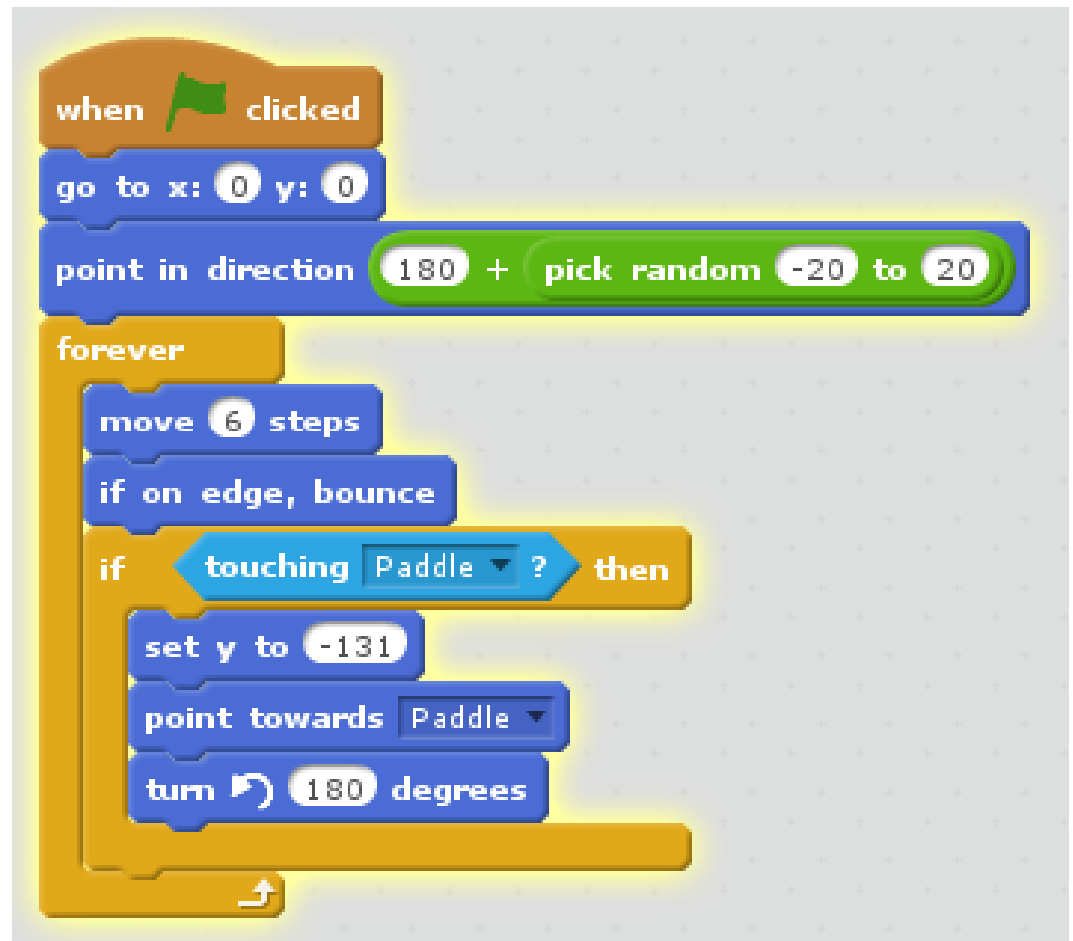 when clicked
go to x: 0 y: 0
point in direction 180 + pick random -20 to 20
forever
move 6 steps
if on edge, bounce
if touching Paddle ? then
set y to -131
point towards Paddle
turn 180 degrees